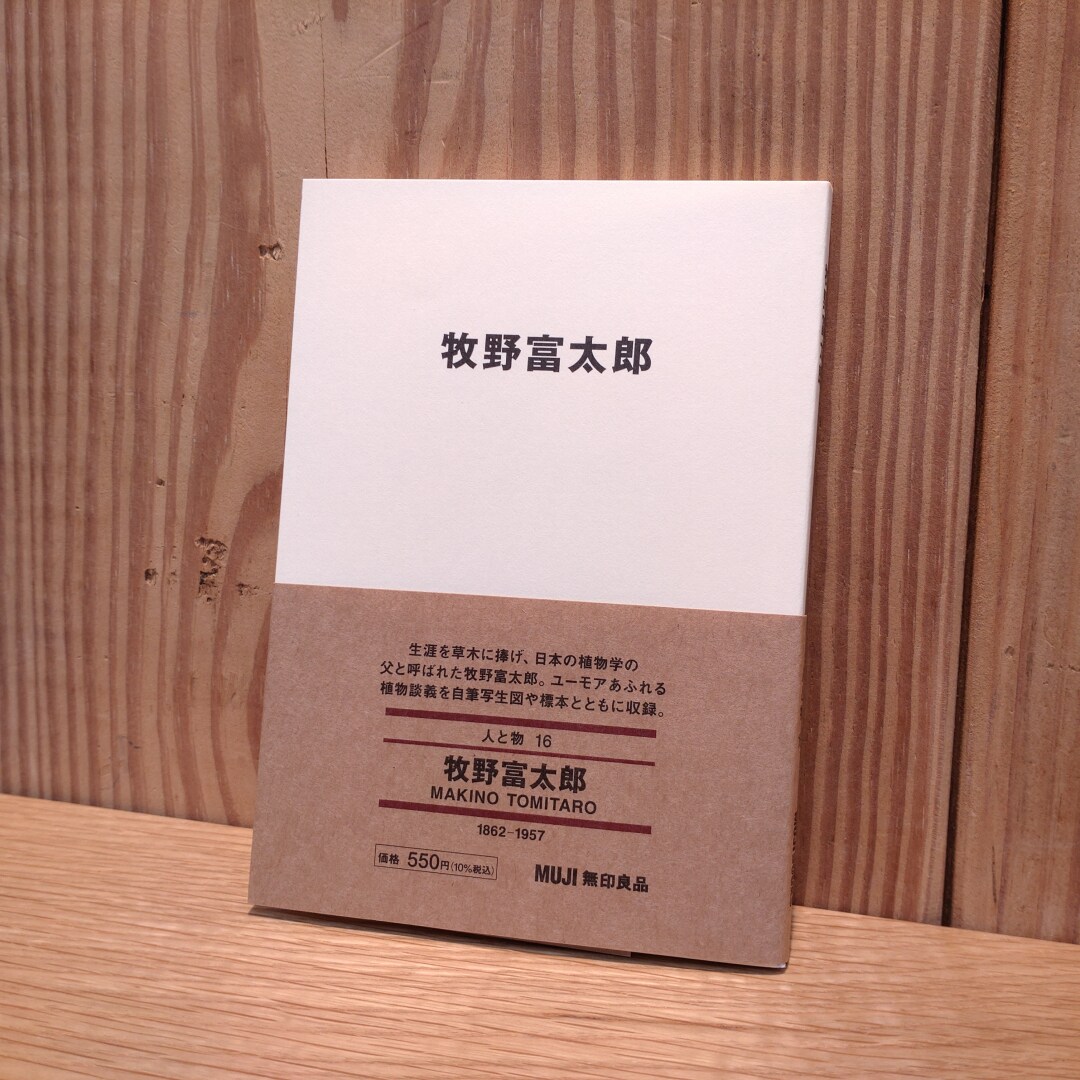 牧野富太郎
生涯を草木に捧げ、日本の植物学の
父と呼ばれた牧野富太郎。ユーモアあふれる
植物談義を自筆写生図や標本とともに収録。
人と物 16
牧野富太郎
MAKINO TOMITARO
1862-1957
価格 550円(10%税込)
MUJI 無印良品